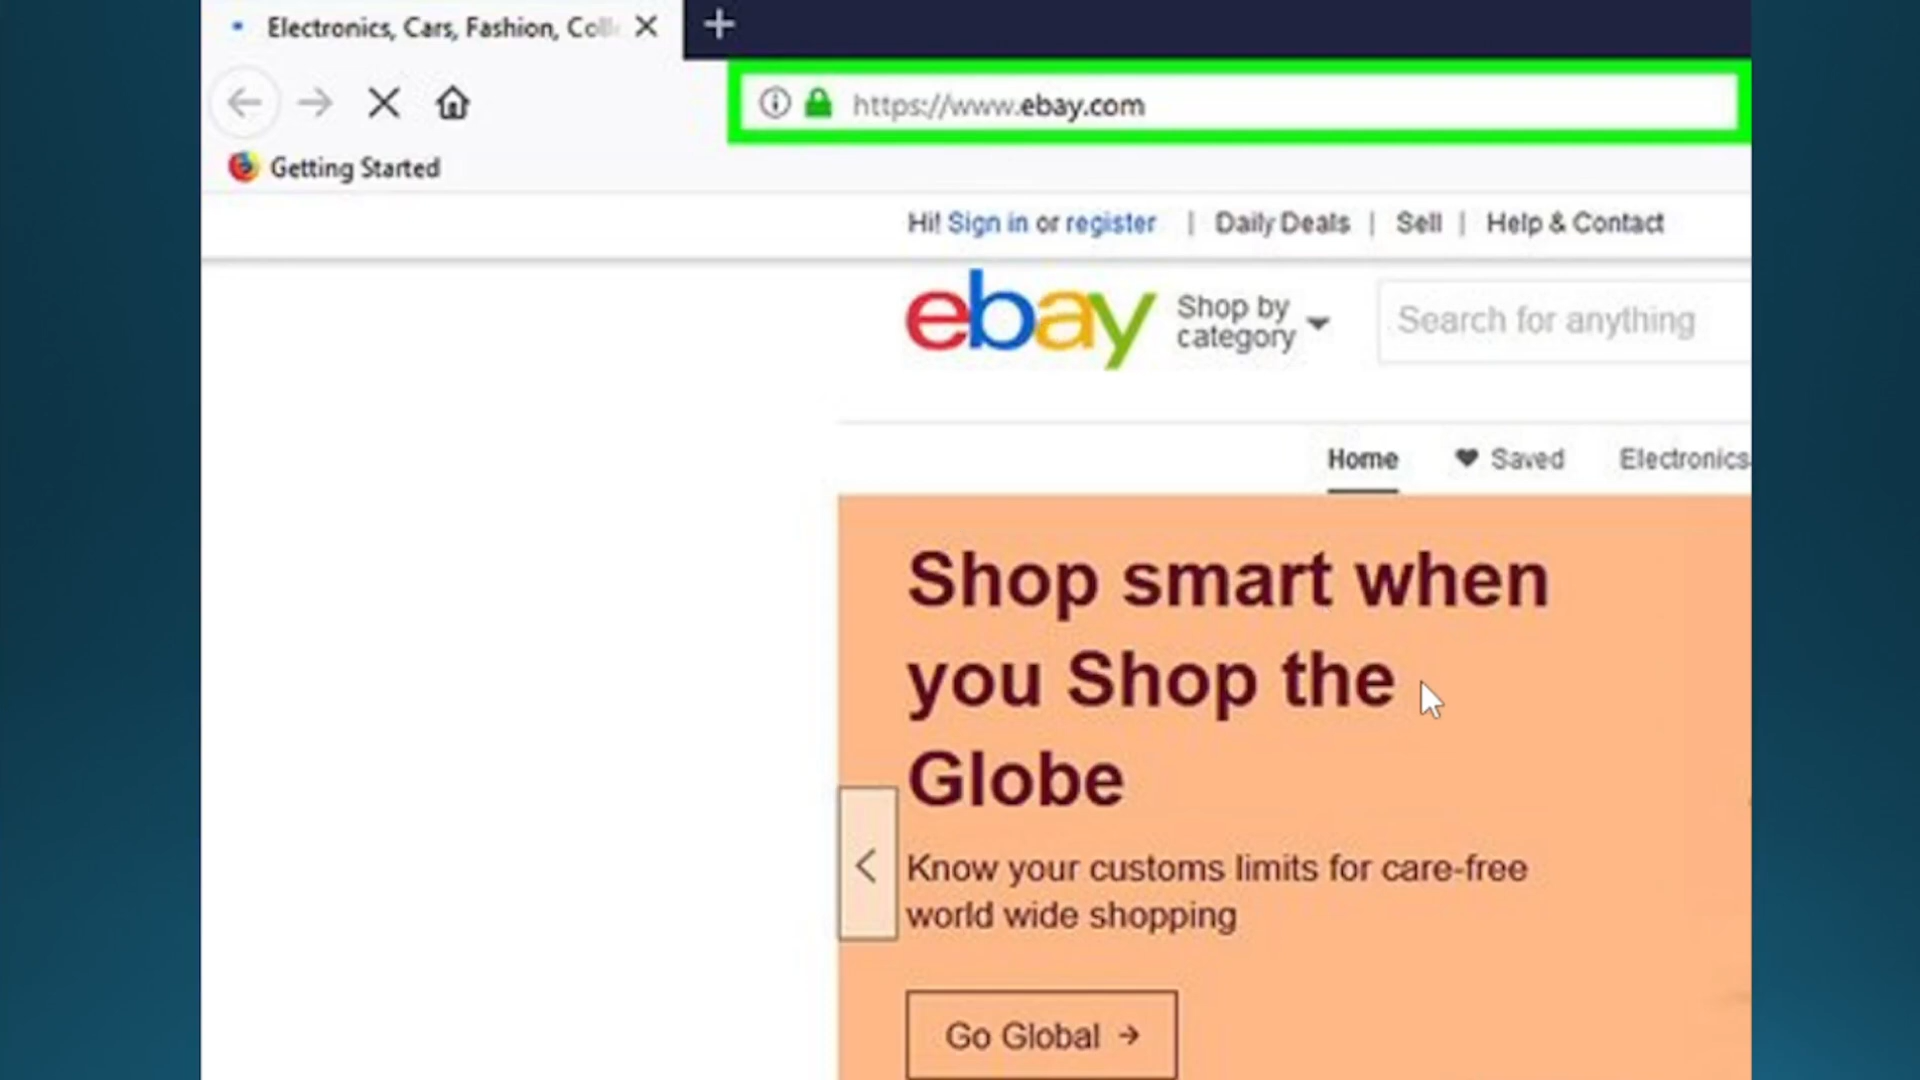 Electronics, Cars, Fashion, Coll
https://www.ebay.com
Getting Started
Hi! Sign in or register | Daily Deals | Sell | Help & Contact
ebay
Shop by
category
Search for anything
Home Saved Electronics
Shop smart when
you Shop the
Globe
Know your customs limits for care-free
world wide shopping
Go Global →